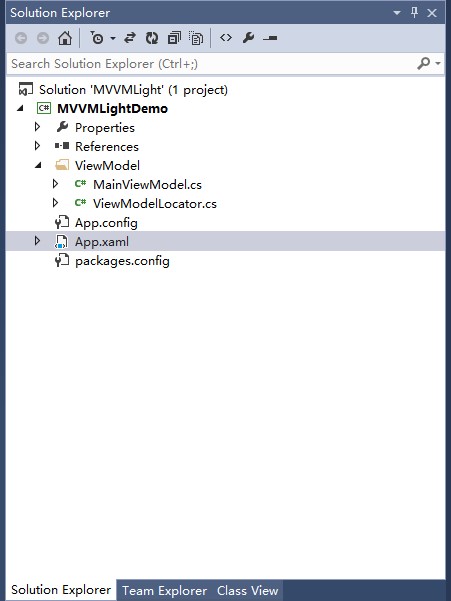 Solution Explorer
Search Solution Explorer (Ctrl+;)
Solution 'MVVMLight' (1 project)
C# MVVMLightDemo
Properties
References
ViewModel
C# MainViewModel.cs
C# ViewModelLocator.cs
App.config
App.xaml
packages.config
Solution Explorer Team Explorer Class View